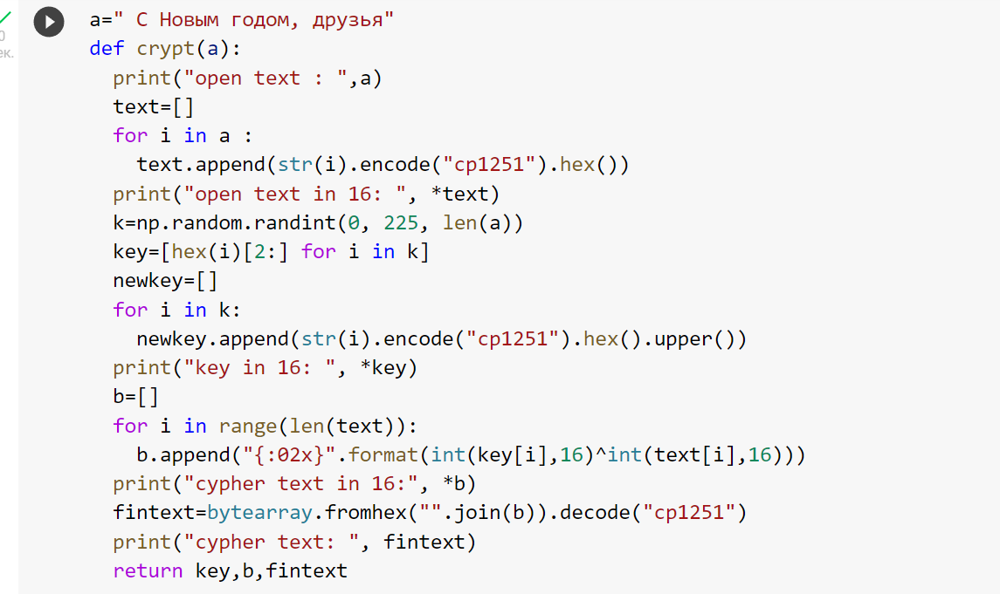 a=" С Новым годом, друзья"
def crypt(a):
  print("open text : ",a)
  text=[]
  for i in a :
    text.append(str(i).encode("cp1251").hex())
  print("open text in 16: ", *text)
  k=np.random.randint(0, 225, len(a))
  key=[hex(i)[2:] for i in k]
  newkey=[]
  for i in k:
    newkey.append(str(i).encode("cp1251").hex().upper())
  print("key in 16: ", *key)
  b=[]
  for i in range(len(text)):
    b.append("{:02x}".format(int(key[i],16)^int(text[i],16)))
  print("cypher text in 16:", *b)
  fintext=bytearray.fromhex("".join(b)).decode("cp1251")
  print("cypher text: ", fintext)
  return key,b,fintext